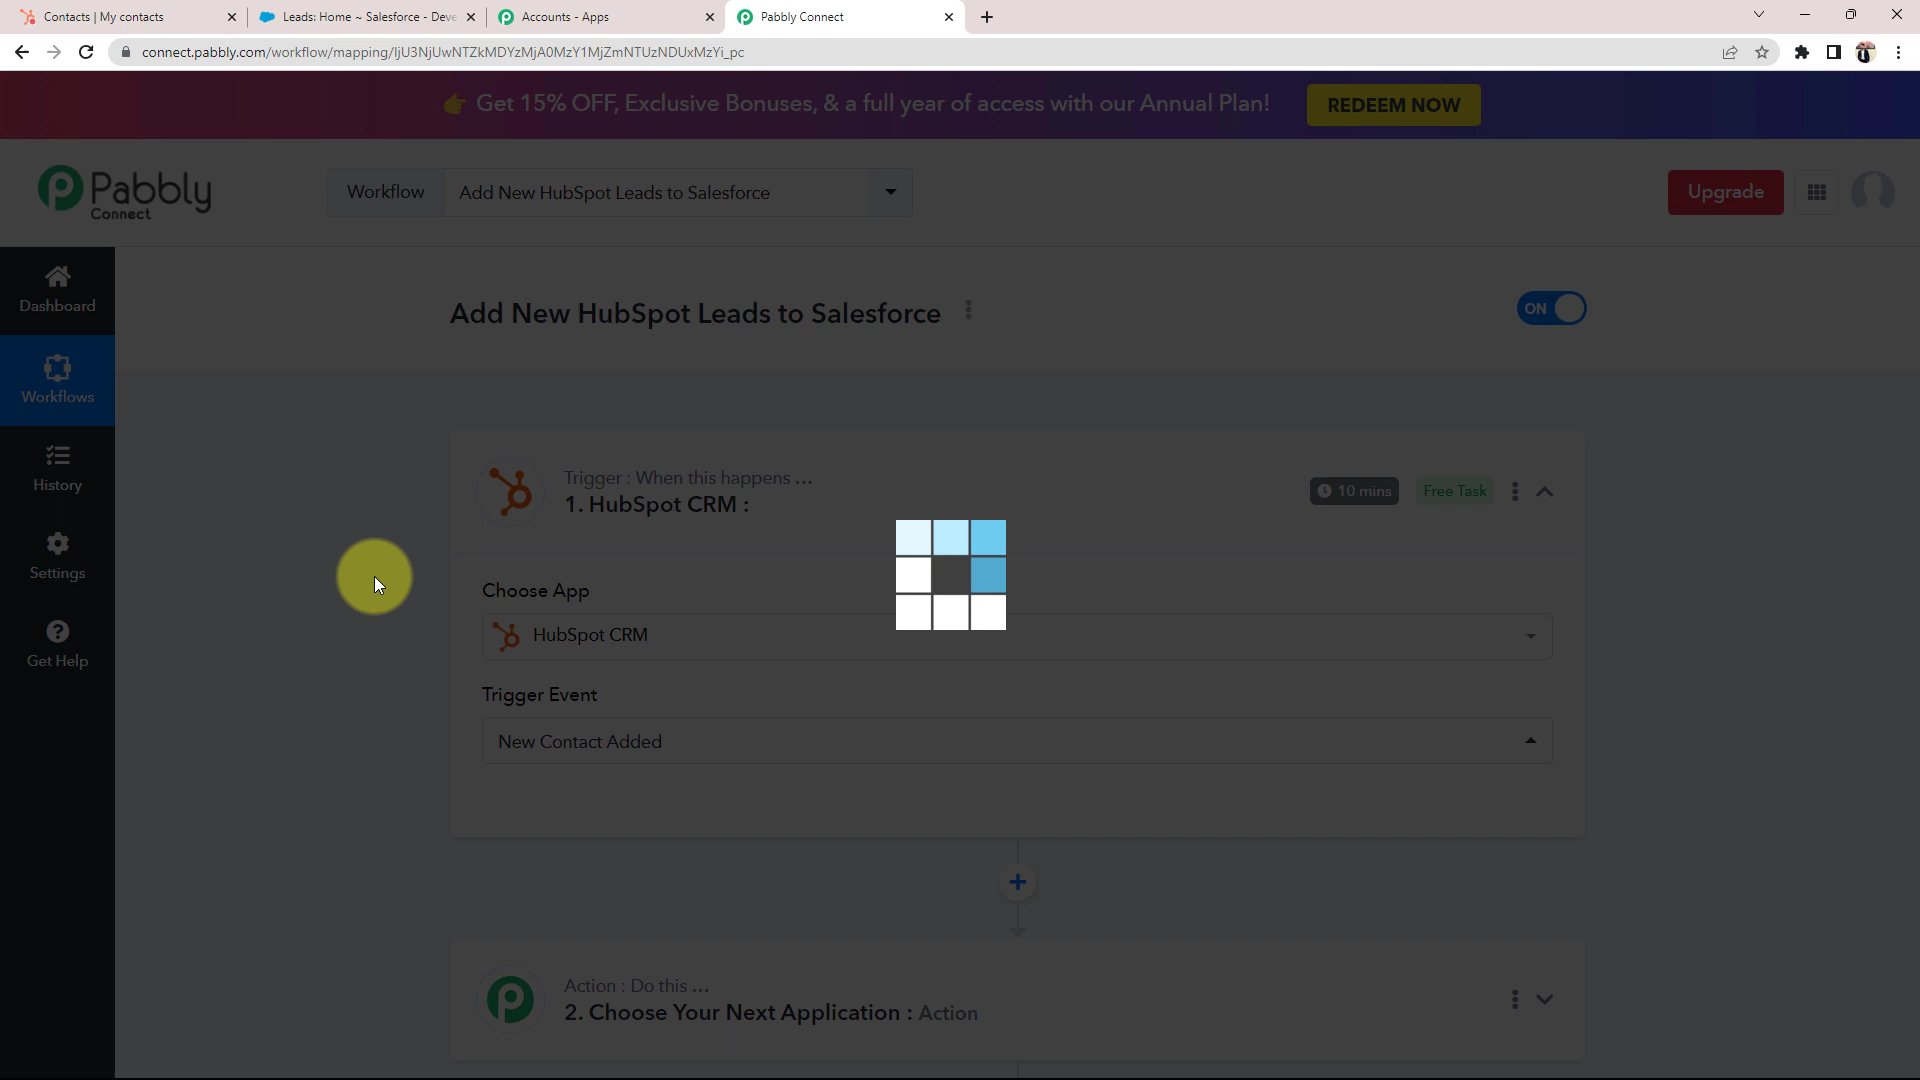 Contacts | My contacts
Leads: Home ~ Salesforce - Deve
Accounts - Apps
Pabbly Connect
connect.pabbly.com/workflow/mapping/IjU3NjUwNTZkMDYzMjA0MzY1MjZmNTUzNDUxMzYi_pc
Get 15% OFF, Exclusive Bonuses, & a full year of access with our Annual Plan!
REDEEM NOW
Pabbly
Connect
Workflow
Add New HubSpot Leads to Salesforce
Upgrade
Dashboard
Workflows
History
Settings
Get Help
Add New HubSpot Leads to Salesforce
ON
Trigger : When this happens ...
1. HubSpot CRM :
10 mins
Free Task
Choose App
HubSpot CRM
Trigger Event
New Contact Added
Action : Do this ...
2. Choose Your Next Application : Action